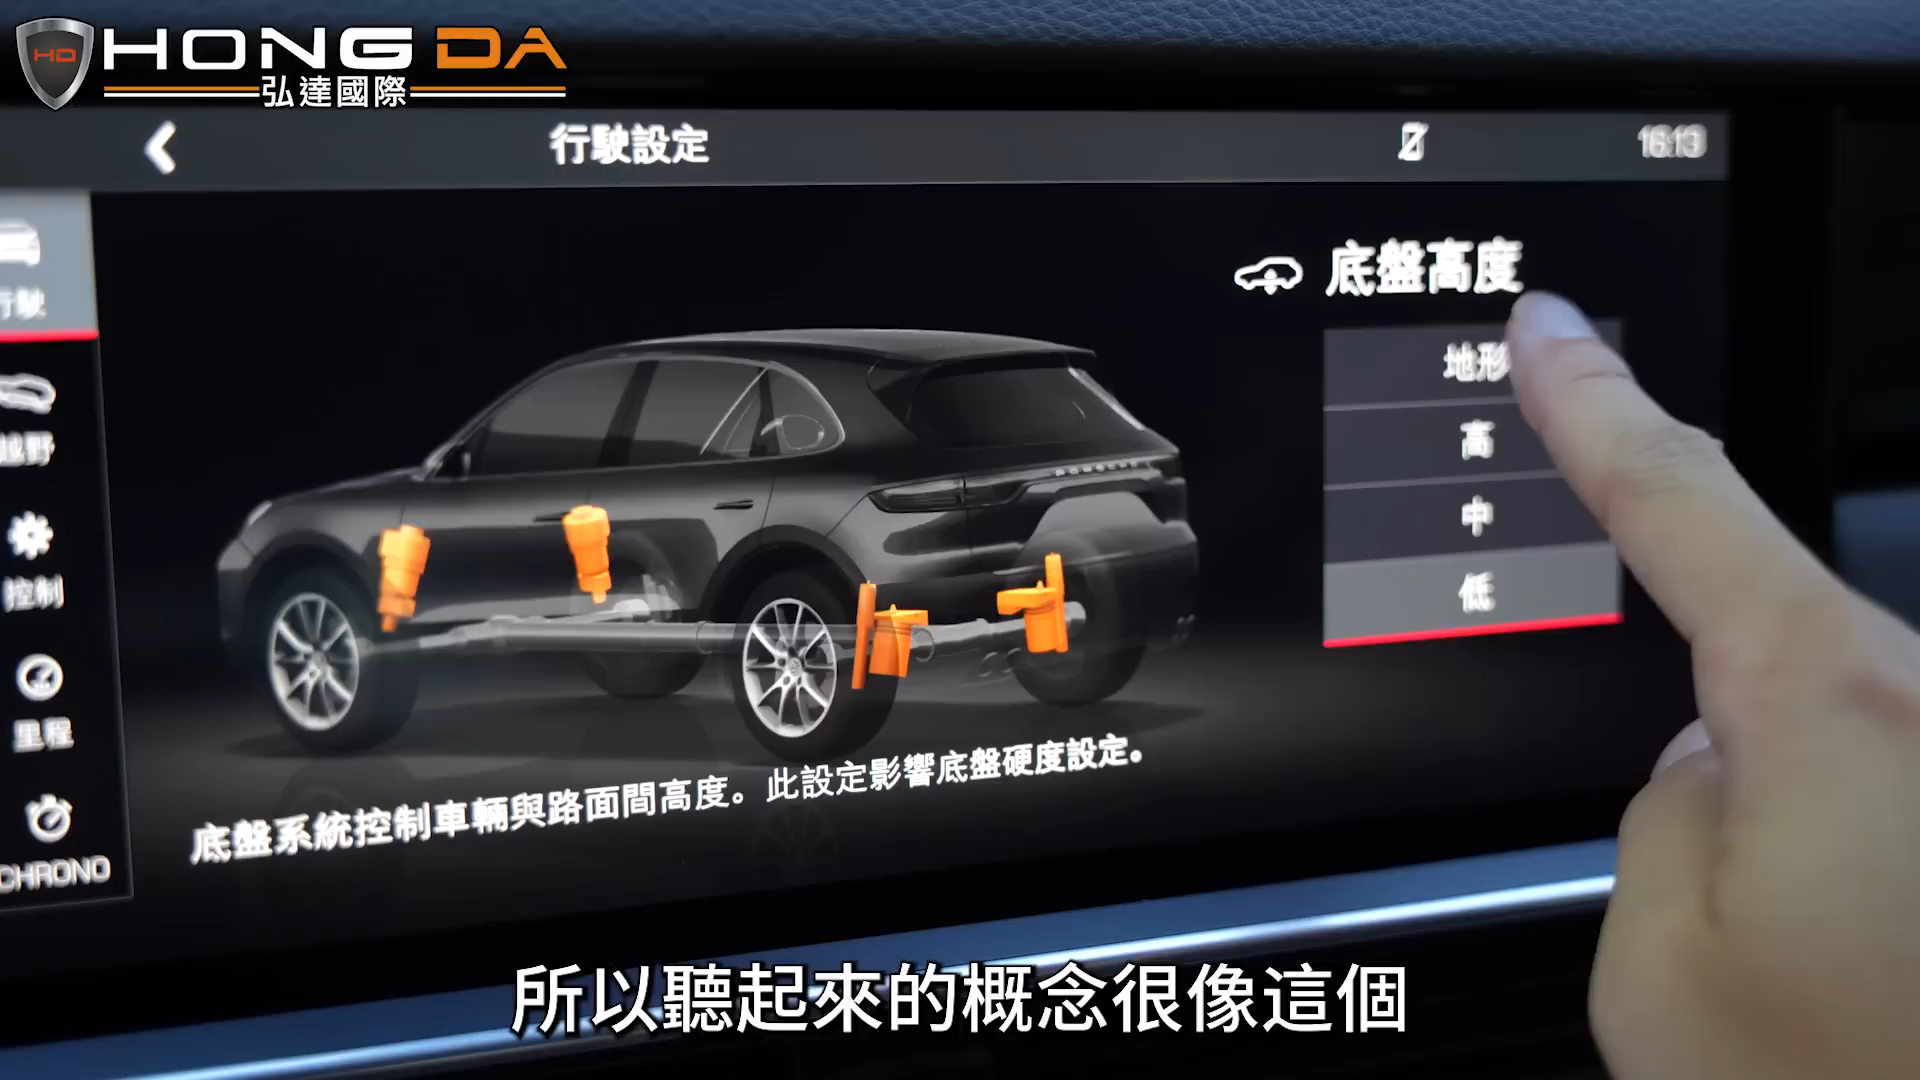 HD HONG DA
弘達國際
行駛設定
16:13
行駛
越野
控制
里程
CHRONO
底盤高度
地形
高
中
低
PORSCHE
底盤系統控制車輛與路面間高度。此設定影響底盤硬度設定。
所以聽起來的概念很像這個